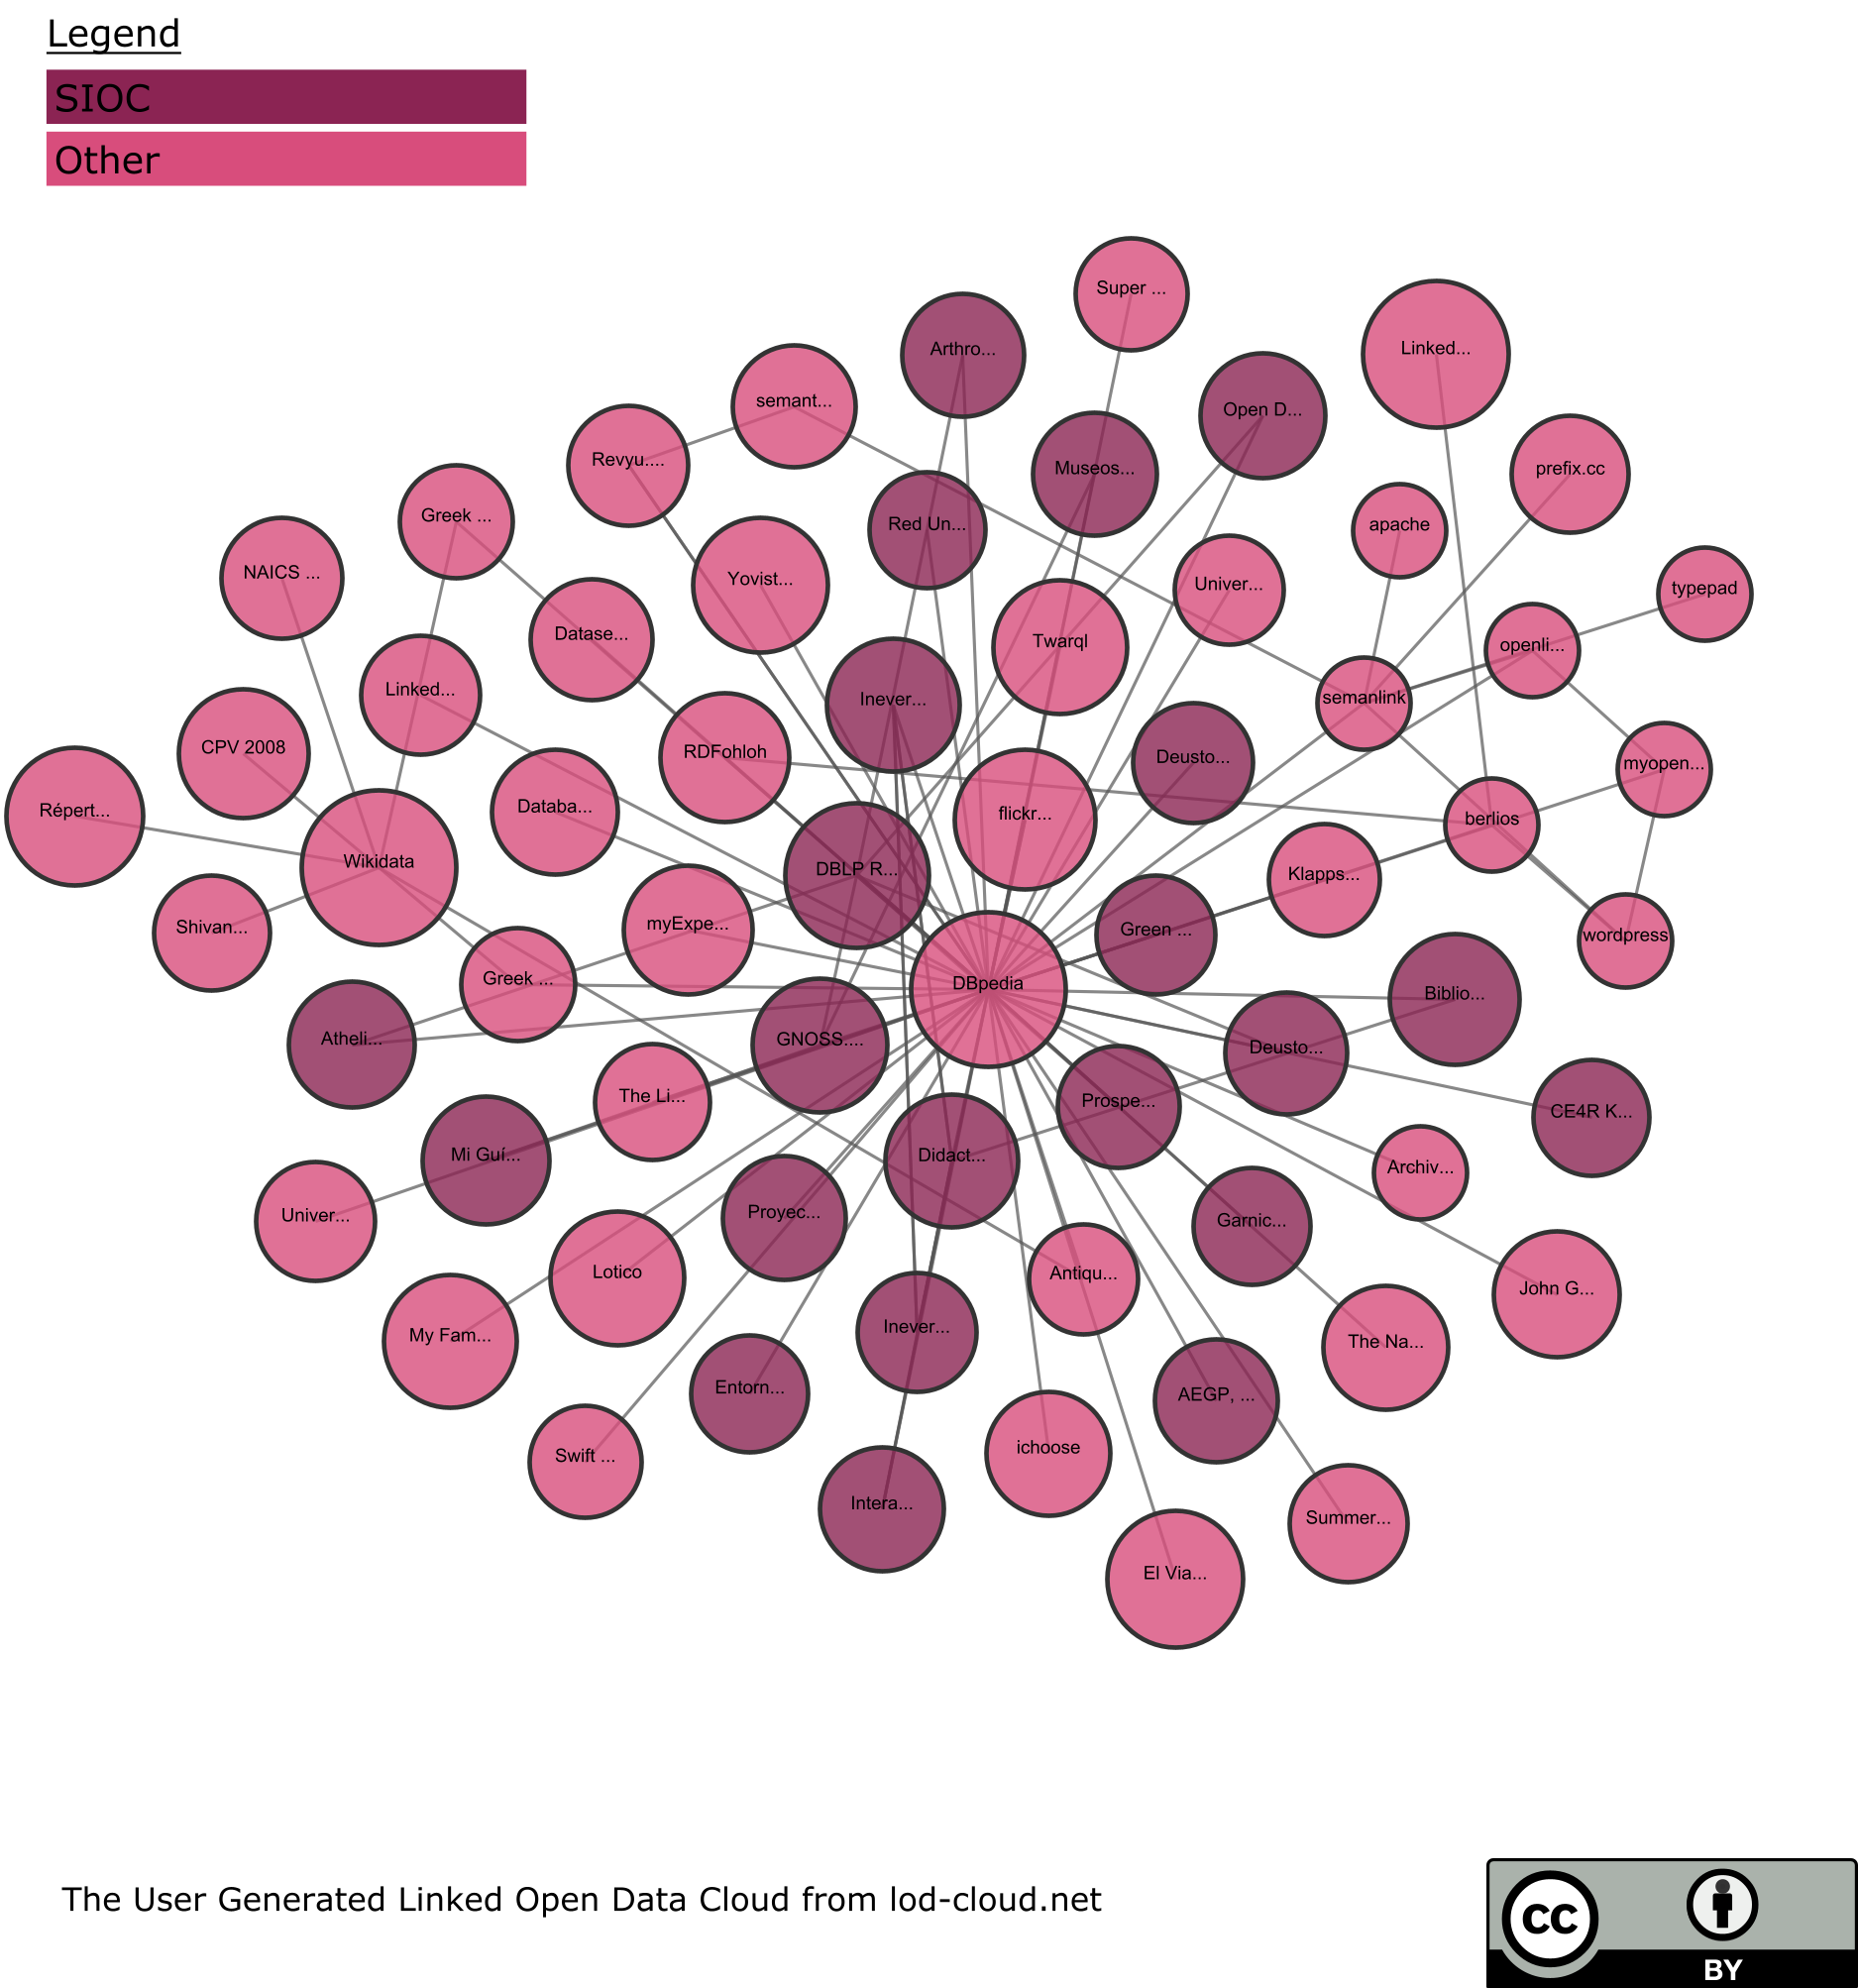 Legend
SIOC
Other
Super ...
Arthro...
Linked...
semant...
Open D...
Revyu....
Museos...
prefix.cc
Greek ...
Red Un...
apache
NAICS ...
Yovist...
Univer...
typepad
Datase...
Twarql
openli...
Linked...
Inever...
semanlink
CPV 2008
RDFohloh
Deusto...
myopen...
Répert...
Databa...
flickr...
berlios
Wikidata
DBLP R...
Klapps...
Shivan...
myExpe...
Green ...
wordpress
Greek ...
DBpedia
Biblio...
Atheli...
GNOSS....
Deusto...
The Li...
Prospe...
CE4R K...
Mi Guí...
Didact...
Archiv...
Univer...
Proyec...
Garnic...
Lotico
Antiqu...
John G...
My Fam...
Inever...
The Na...
Entorn...
AEGP, ...
Swift ...
ichoose
Intera...
Summer...
El Via...
The User Generated Linked Open Data Cloud from lod-cloud.net
cc
BY